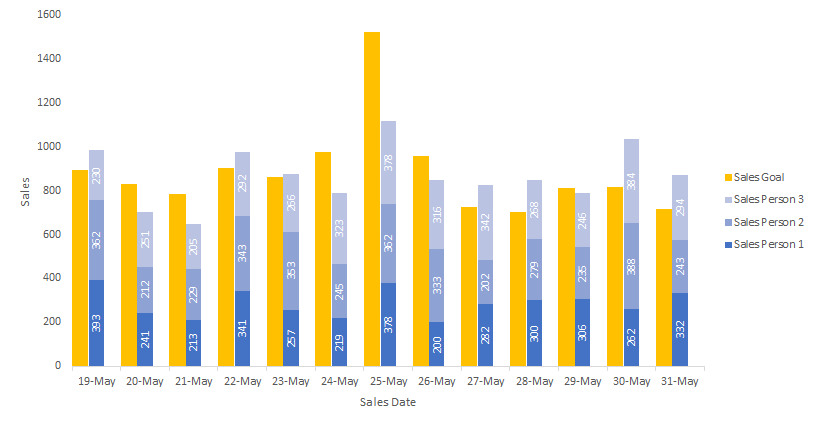 1600
1400
1200
1000
800
600
400
200
0
Sales
230 251 205 292 266 323 378 316 342 268 246 384 294
362 212 229 343 353 245 362 333 202 279 235 388 243
393 241 213 341 257 219 378 200 282 300 306 262 332
19-May 20-May 21-May 22-May 23-May 24-May 25-May 26-May 27-May 28-May 29-May 30-May 31-May
Sales Date
Sales Goal
Sales Person 3
Sales Person 2
Sales Person 1